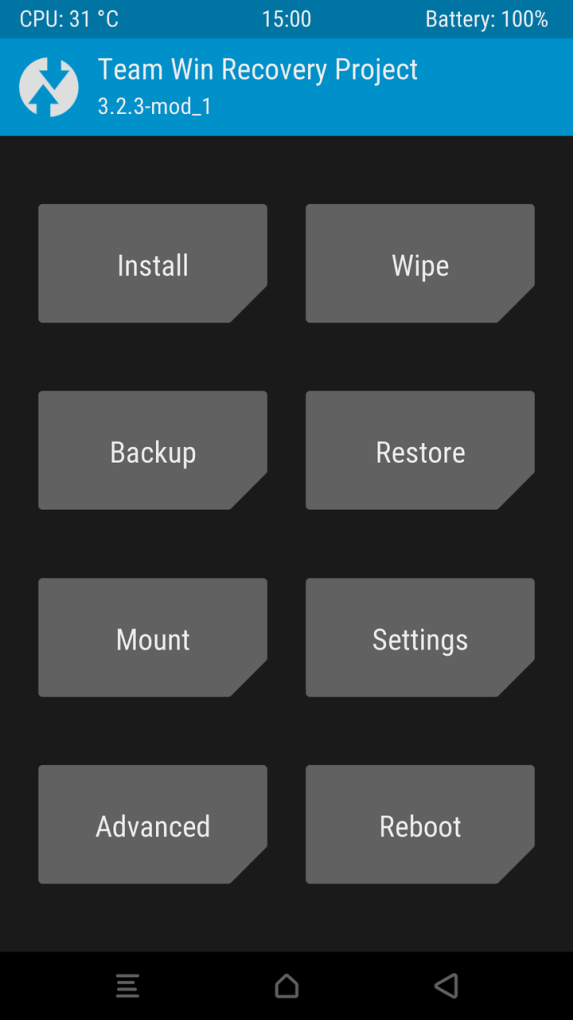 CPU: 31 °C 15:00 Battery: 100%
Team Win Recovery Project
3.2.3-mod_1
Install Wipe
Backup Restore
Mount Settings
Advanced Reboot